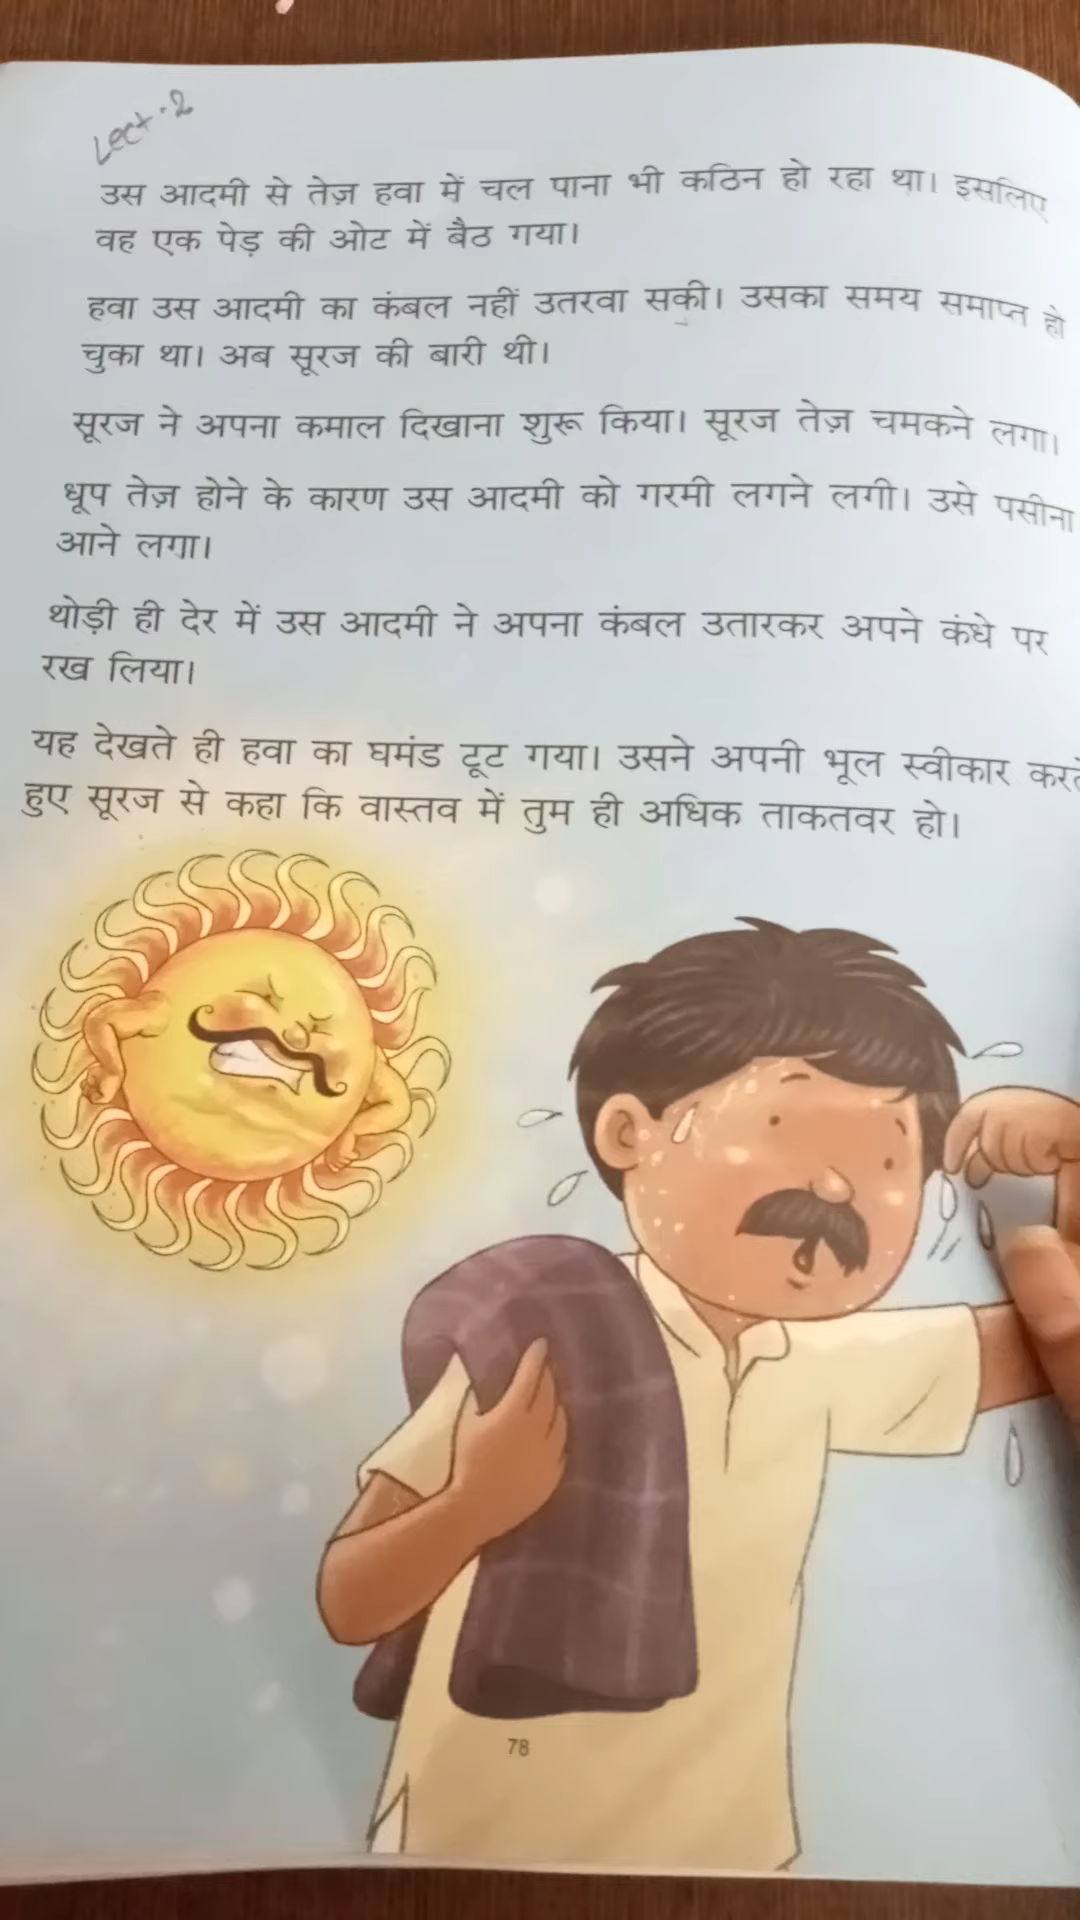 Lect-2
उस आदमी से तेज़ हवा में चल पाना भी कठिन हो रहा था। इसलिए
वह एक पेड़ की ओट में बैठ गया।
हवा उस आदमी का कंबल नहीं उतरवा सकी। उसका समय समाप्त हो
चुका था। अब सूरज की बारी थी।
सूरज ने अपना कमाल दिखाना शुरू किया। सूरज तेज़ चमकने लगा।
धूप तेज़ होने के कारण उस आदमी को गरमी लगने लगी। उसे पसीना
आने लगा।
थोड़ी ही देर में उस आदमी ने अपना कंबल उतारकर अपने कंधे पर
रख लिया।
यह देखते ही हवा का घमंड टूट गया। उसने अपनी भूल स्वीकार करते
हुए सूरज से कहा कि वास्तव में तुम ही अधिक ताकतवर हो।
78